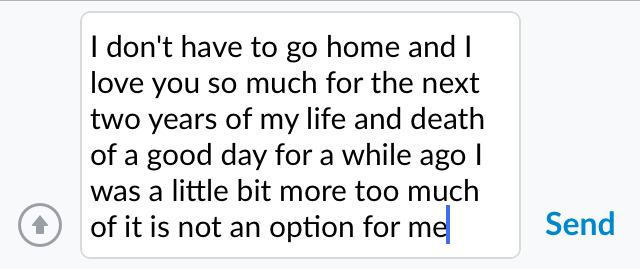 I don't have to go home and I
love you so much for the next
two years of my life and death
of a good day for a while ago I
was a little bit more too much
of it is not an option for me
Send